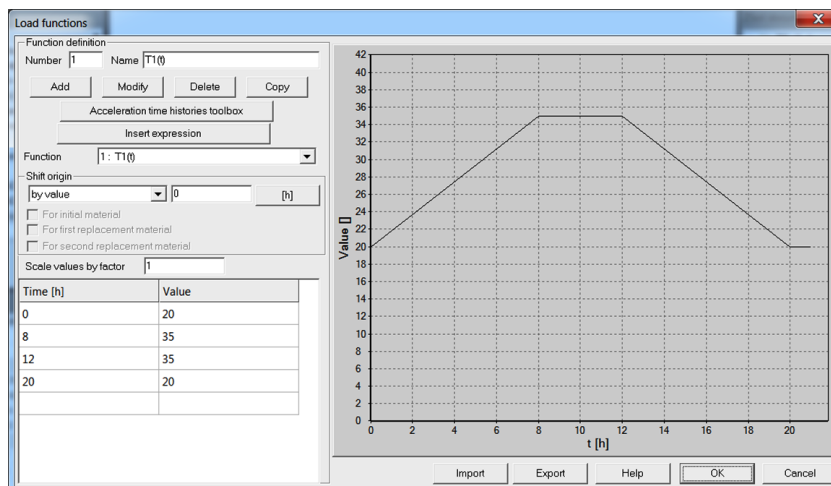 Load functions
X
Function definition
Number 1 Name T1(t)
Add Modify Delete Copy
Acceleration time histories toolbox
Insert expression
Function 1 : T1(t)
Shift origin
by value 0 [h]
For initial material
For first replacement material
For second replacement material
Scale values by factor 1
Time [h] Value
0 20
8 35
12 35
20 20
Value []
42
40
38
36
34
32
30
28
26
24
22
20
18
16
14
12
10
8
6
4
2
0
0 2 4 6 8 10 12 14 16 18 20
t [h]
Import Export Help OK Cancel